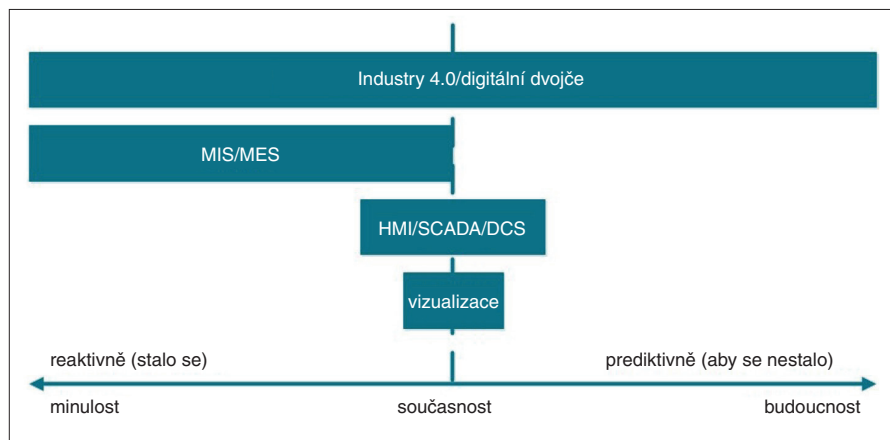 Industry 4.0/digitální dvojče
MIS/MES
HMI/SCADA/DCS
vizualizace
reaktivně (stalo se)
prediktivně (aby se nestalo)
minulost
současnost
budoucnost